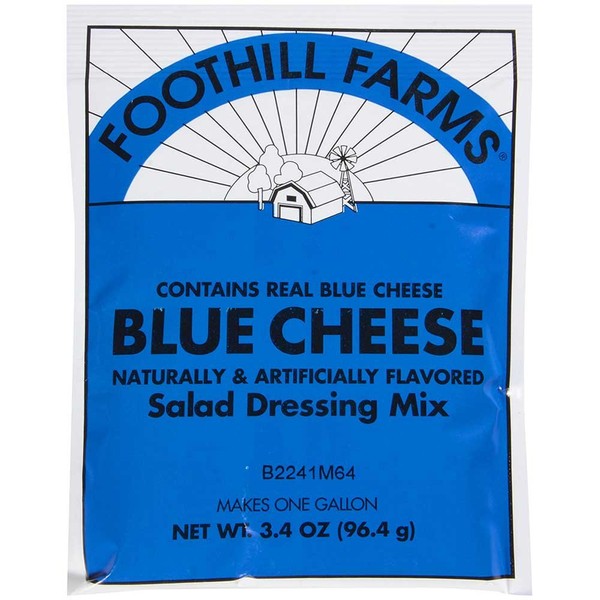 FOOTHILL FARMS®
CONTAINS REAL BLUE CHEESE
BLUE CHEESE
NATURALLY & ARTIFICIALLY FLAVORED
Salad Dressing Mix
B2241M64
MAKES ONE GALLON
NET WT. 3.4 OZ (96.4 g)